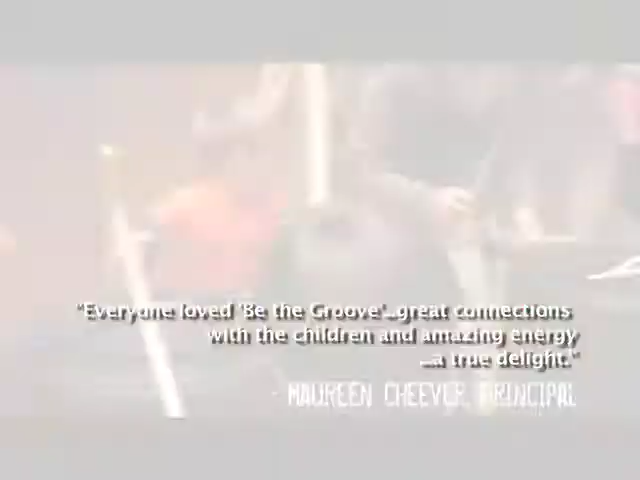 "Everyone loved 'Be the Groove'...great connections
with the children and amazing energy
...a true delight."
- MAUREEN CHEEVER, PRINCIPAL